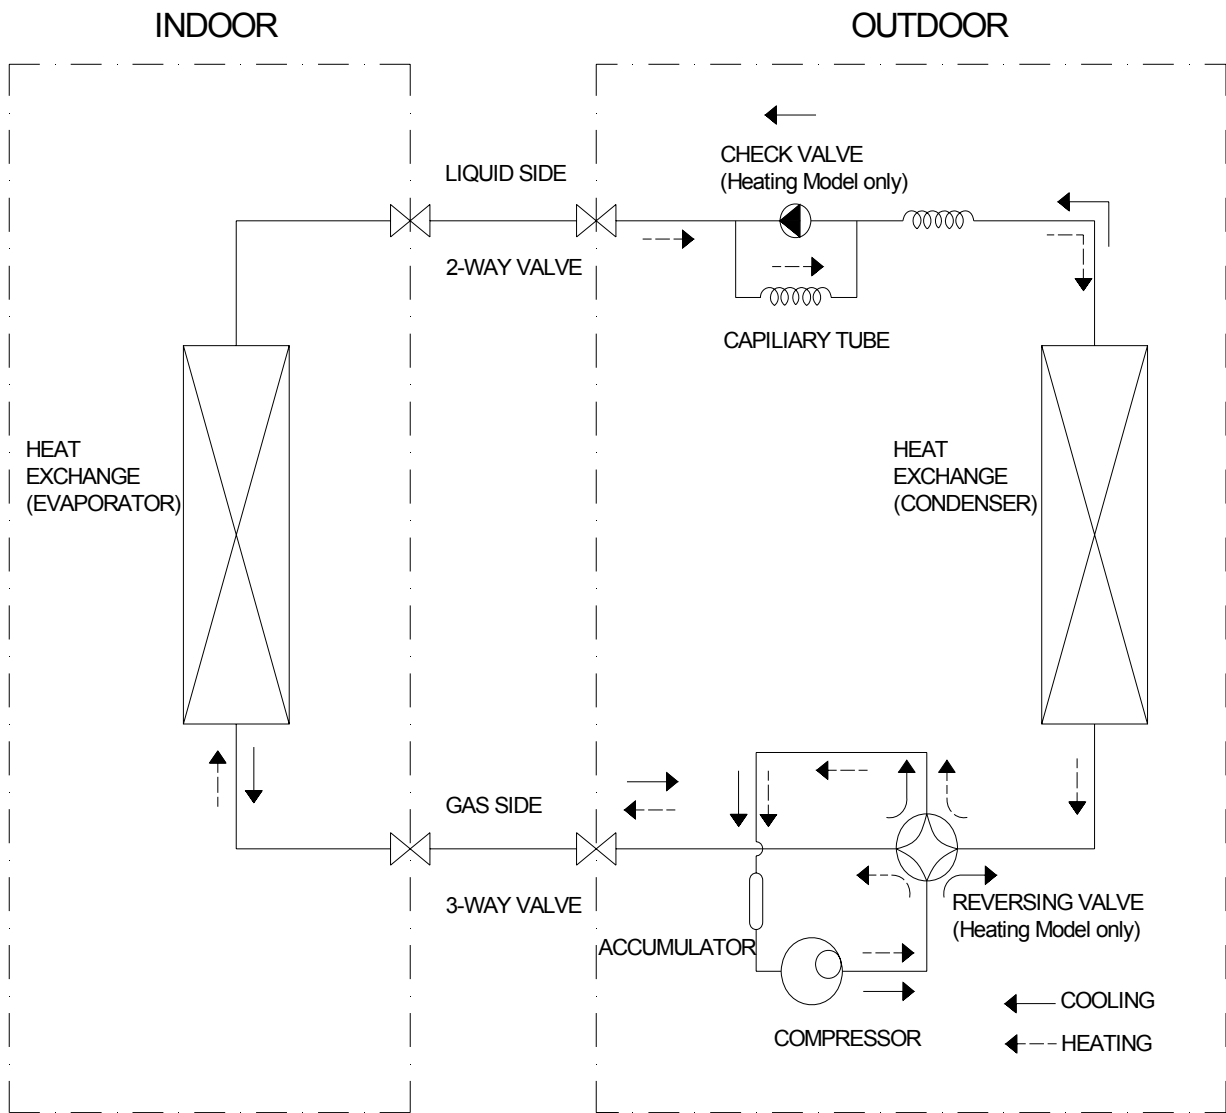 INDOOR
OUTDOOR
LIQUID SIDE
CHECK VALVE
(Heating Model only)
2-WAY VALVE
CAPILIARY TUBE
HEAT
EXCHANGE
(EVAPORATOR)
HEAT
EXCHANGE
(CONDENSER)
GAS SIDE
3-WAY VALVE
REVERSING VALVE
(Heating Model only)
ACCUMULATOR
COMPRESSOR
COOLING
HEATING